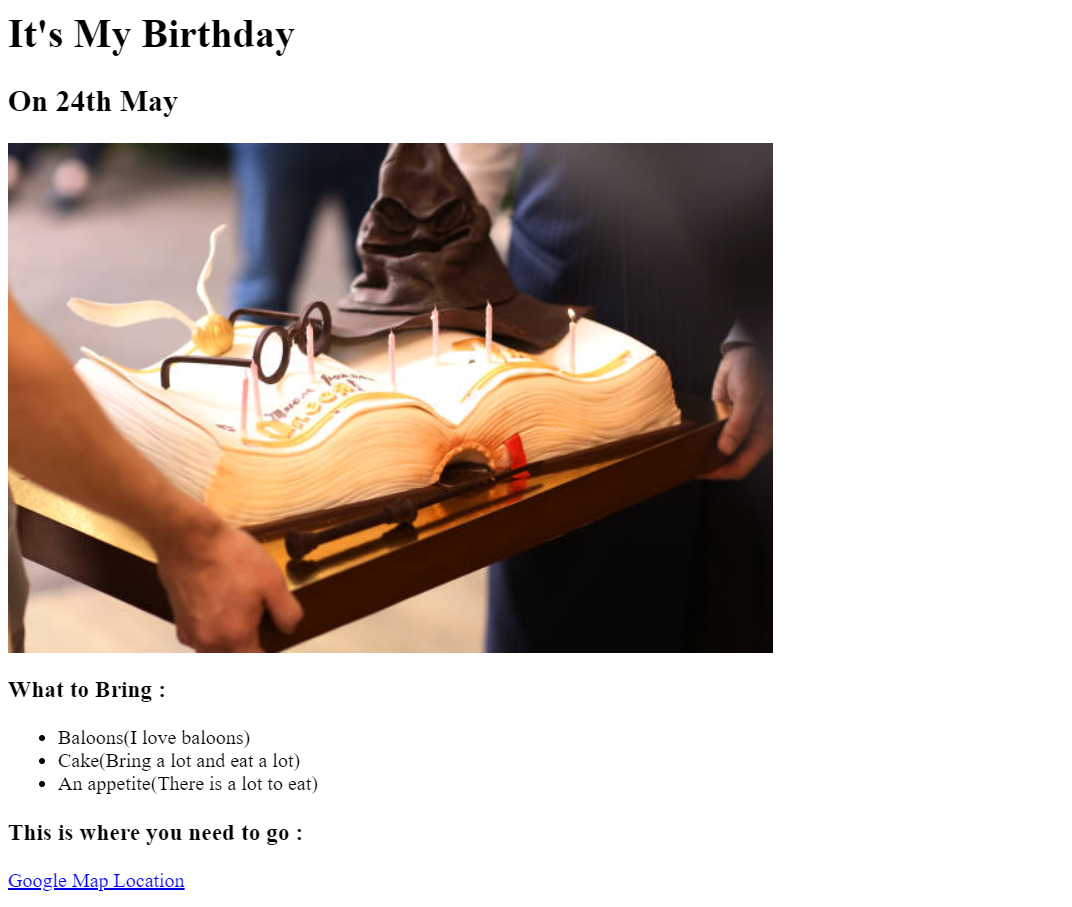 It's My Birthday
On 24th May
What to Bring :
Baloons(I love baloons)
Cake(Bring a lot and eat a lot)
An appetite(There is a lot to eat)
This is where you need to go :
Google Map Location